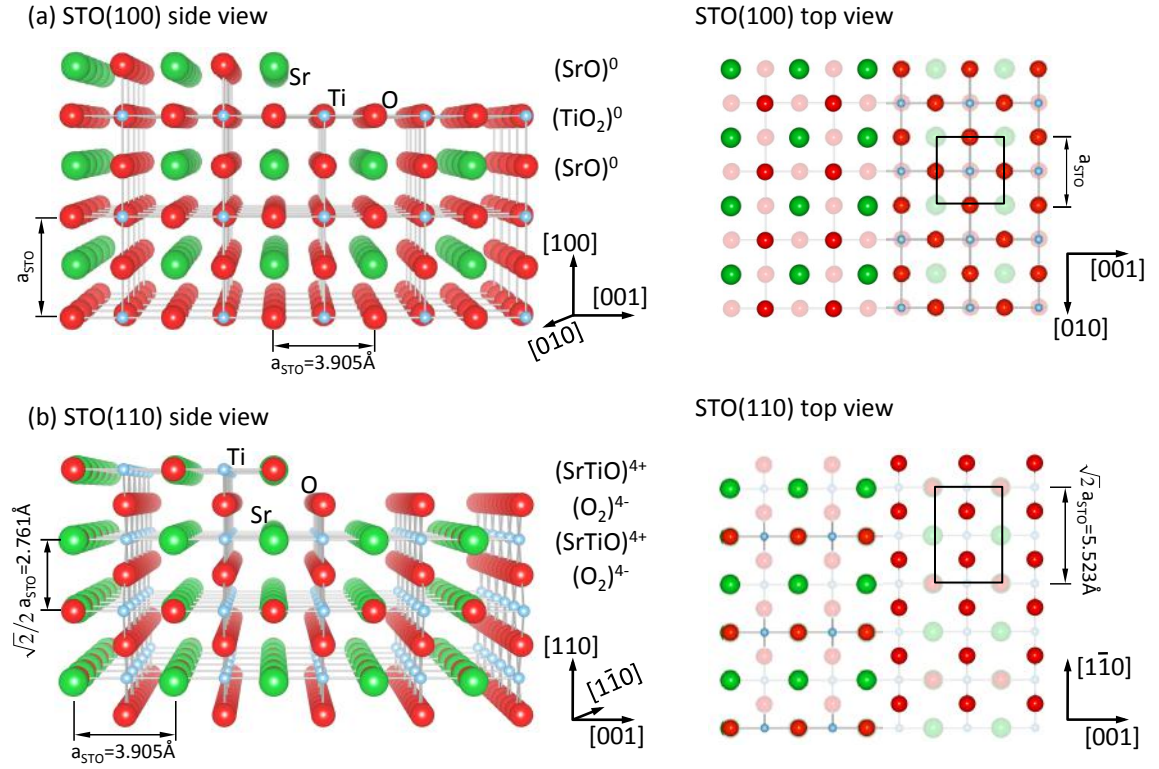 (a) STO(100) side view
STO(100) top view
Sr
Ti
O
(SrO)⁰
(TiO₂)⁰
(SrO)⁰
a_STO
[100]
[001]
[010]
a_STO=3.905Å
a_STO
[001]
[010]
(b) STO(110) side view
STO(110) top view
Ti
O
Sr
(SrTiO)⁴⁺
(O₂)⁴⁻
(SrTiO)⁴⁺
(O₂)⁴⁻
√2/2 a_STO=2.761Å
[110]
[11̄0]
[001]
a_STO=3.905Å
√2 a_STO=5.523Å
[11̄0]
[001]